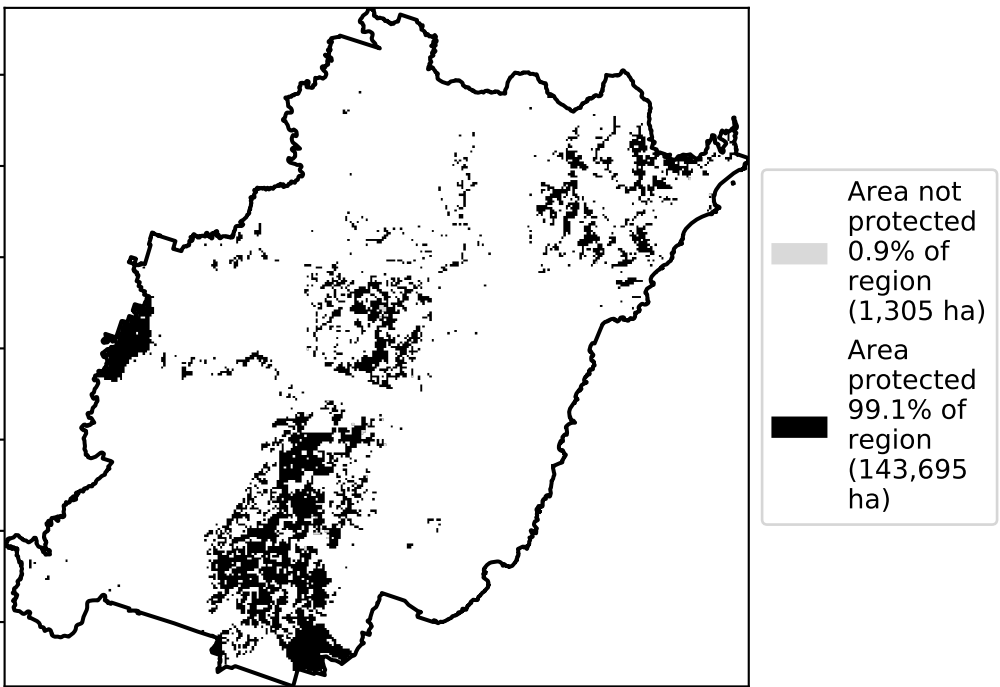 Area not
protected
0.9% of
region
(1,305 ha)
Area
protected
99.1% of
region
(143,695
ha)